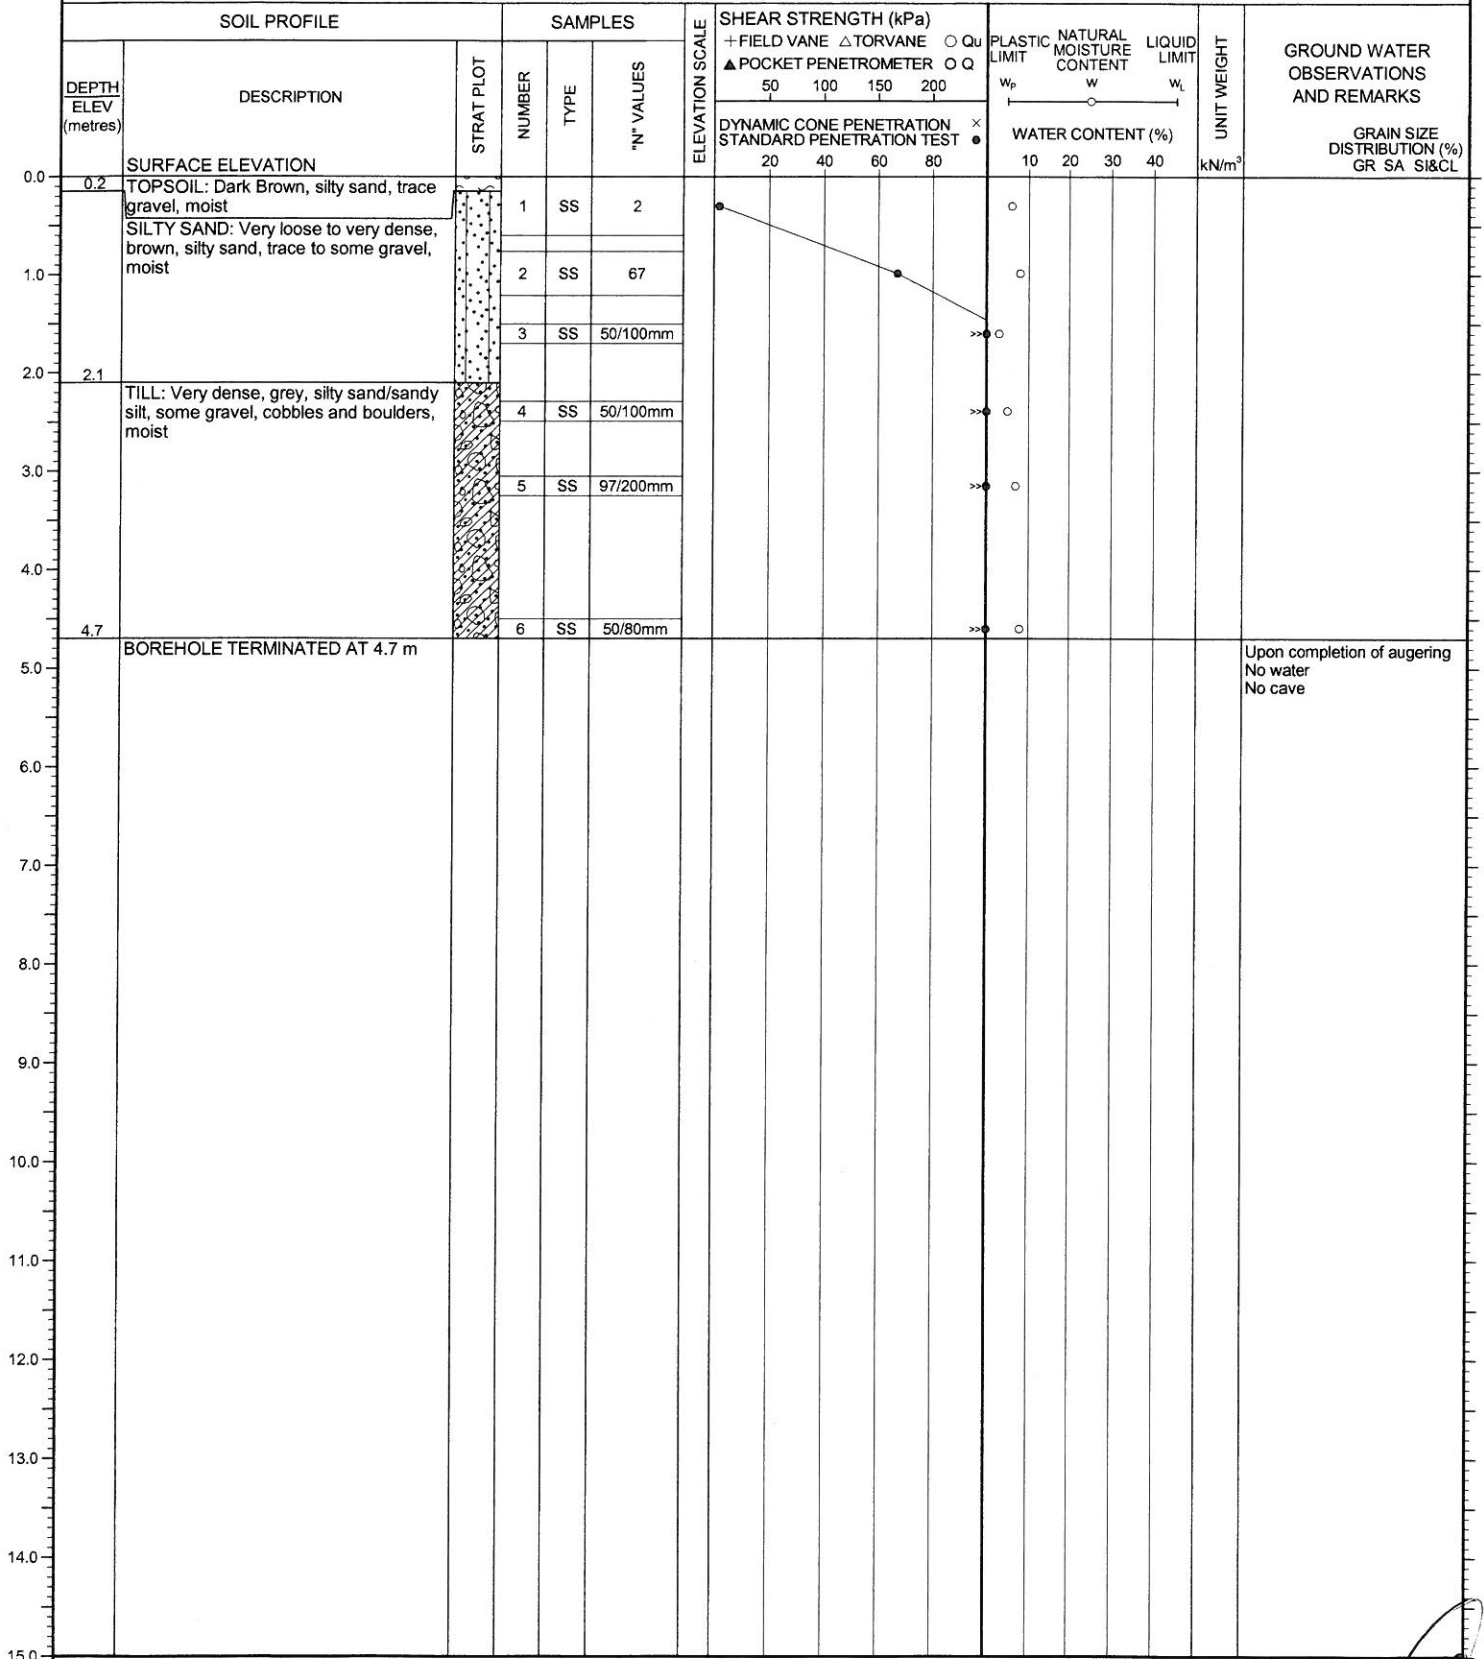 SOIL PROFILE
SAMPLES
DEPTH
ELEV
(metres)
DESCRIPTION
SURFACE ELEVATION
STRAT PLOT
NUMBER
TYPE
"N" VALUES
ELEVATION SCALE
SHEAR STRENGTH (kPa)
+ FIELD VANE △ TORVANE ○ Qu
▲ POCKET PENETROMETER ○ Q
50 100 150 200
DYNAMIC CONE PENETRATION ×
STANDARD PENETRATION TEST ●
20 40 60 80
PLASTIC LIMIT
NATURAL MOISTURE CONTENT
LIQUID LIMIT
WP W WL
WATER CONTENT (%)
10 20 30 40
UNIT WEIGHT
kN/m³
GROUND WATER
OBSERVATIONS
AND REMARKS
GRAIN SIZE
DISTRIBUTION (%)
GR SA SI&CL
0.0
0.2
TOPSOIL: Dark Brown, silty sand, trace
gravel, moist
1 SS 2
SILTY SAND: Very loose to very dense,
brown, silty sand, trace to some gravel,
moist
1.0
2 SS 67
3 SS 50/100mm >>
2.0
2.1
TILL: Very dense, grey, silty sand/sandy
silt, some gravel, cobbles and boulders,
moist
4 SS 50/100mm >>
3.0
5 SS 97/200mm >>
4.0
4.7
6 SS 50/80mm >>
BOREHOLE TERMINATED AT 4.7 m
Upon completion of augering
No water
No cave
5.0
6.0
7.0
8.0
9.0
10.0
11.0
12.0
13.0
14.0
15.0